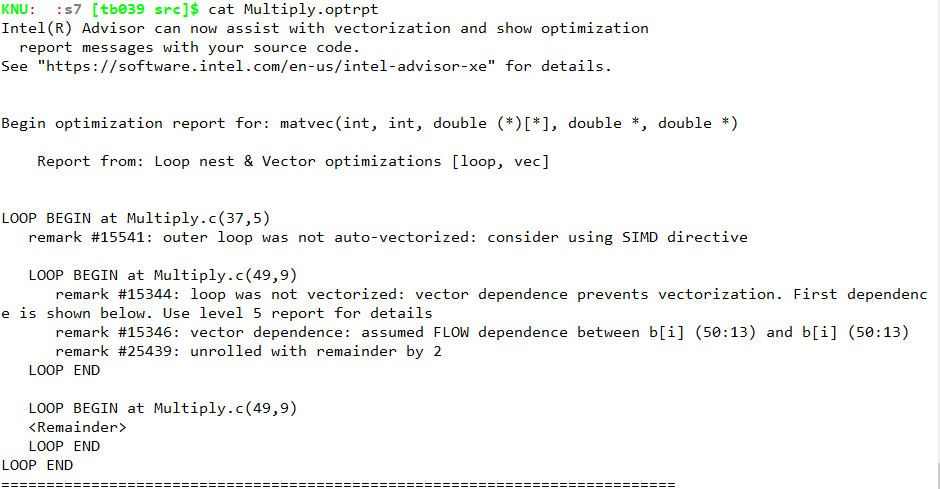 KNU:  :s7 [tb039 src]$ cat Multiply.optrpt
Intel(R) Advisor can now assist with vectorization and show optimization
  report messages with your source code.
See "https://software.intel.com/en-us/intel-advisor-xe" for details.
Begin optimization report for: matvec(int, int, double (*)[*], double *, double *)
    Report from: Loop nest & Vector optimizations [loop, vec]
LOOP BEGIN at Multiply.c(37,5)
   remark #15541: outer loop was not auto-vectorized: consider using SIMD directive
   LOOP BEGIN at Multiply.c(49,9)
      remark #15344: loop was not vectorized: vector dependence prevents vectorization. First dependenc
e is shown below. Use level 5 report for details
      remark #15346: vector dependence: assumed FLOW dependence between b[i] (50:13) and b[i] (50:13)
      remark #25439: unrolled with remainder by 2
   LOOP END
   LOOP BEGIN at Multiply.c(49,9)
   <Remainder>
   LOOP END
LOOP END
===========================================================================